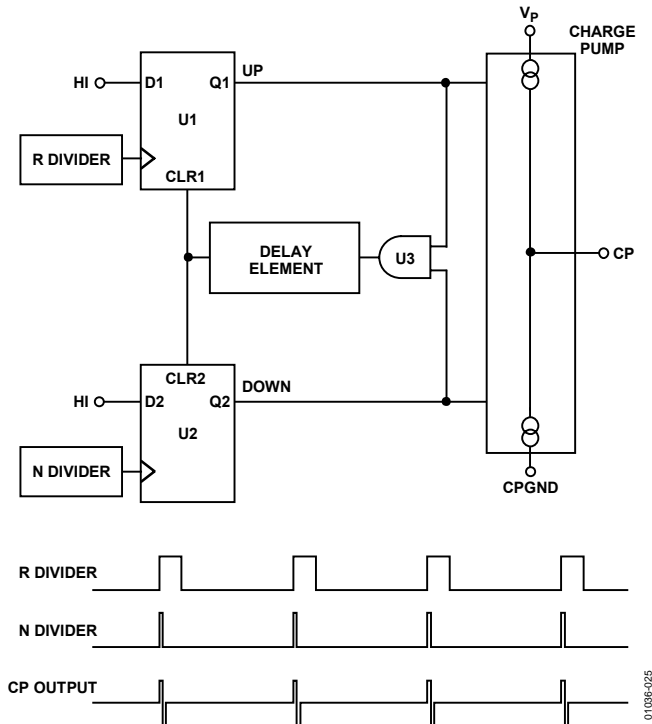 VP
CHARGE
PUMP
HI
D1
Q1
UP
U1
R DIVIDER
CLR1
DELAY
ELEMENT
U3
CP
CLR2
DOWN
HI
D2
Q2
U2
N DIVIDER
CPGND
R DIVIDER
N DIVIDER
CP OUTPUT
01036-025